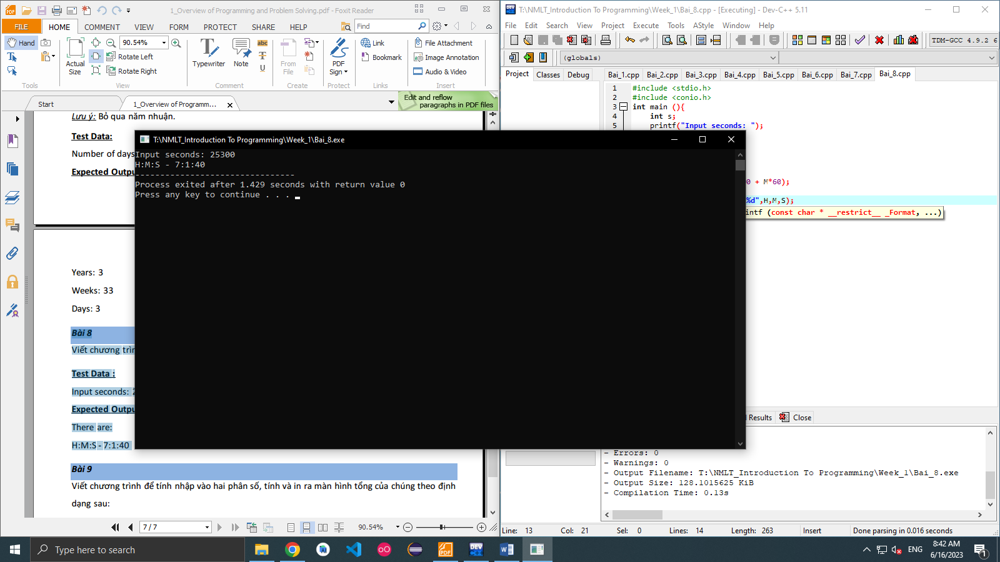 1_Overview of Programming and Problem Solving.pdf - Foxit Reader
FILE HOME COMMENT VIEW FORM PROTECT SHARE HELP
Find
Hand
Actual Size
90.54%
Rotate Left
Rotate Right
Typewriter
Note
From File
PDF Sign
Link
Bookmark
File Attachment
Image Annotation
Audio & Video
Tools View Comment Create Protect Links Insert
Start
1_Overview of Programm...
Edit and reflow
paragraphs in PDF files
Lưu ý: Bỏ qua năm nhuận.
Test Data:
Number of days
Expected Outpu
Years: 3
Weeks: 33
Days: 3
Bài 8
Viết chương trìn
Test Data :
Input seconds: 2
Expected Outpu
There are:
H:M:S - 7:1:40
Bài 9
Viết chương trình để tính nhập vào hai phân số, tính và in ra màn hình tổng của chúng theo định
dạng sau:
7 / 7
90.54%
T:\NMLT_Introduction To Programming\Week_1\Bai_8.exe
Input seconds: 25300
H:M:S - 7:1:40
--------------------------------
Process exited after 1.429 seconds with return value 0
Press any key to continue . . .
T:\NMLT_Introduction To Programming\Week_1\Bai_8.cpp - [Executing] - Dev-C++ 5.11
File Edit Search View Project Execute Tools AStyle Window Help
TDM-GCC 4.9.2 6
(globals)
Project Classes Debug
Bai_1.cpp Bai_2.cpp Bai_3.cpp Bai_4.cpp Bai_5.cpp Bai_6.cpp Bai_7.cpp Bai_8.cpp
1 #include <stdio.h>
2 #include <conio.h>
3 int main (){
4 int s;
5 printf("Input seconds: ");
0 + M*60);
%d",H,M,S);
intf (const char * __restrict__ _Format, ...)
Results Close
- Errors: 0
- Warnings: 0
- Output Filename: T:\NMLT_Introduction To Programming\Week_1\Bai_8.exe
- Output Size: 128.1015625 KiB
- Compilation Time: 0.13s
Line: 13 Col: 21 Sel: 0 Lines: 14 Length: 263 Insert Done parsing in 0.016 seconds
Type here to search
ENG
8:42 AM
6/16/2023
1